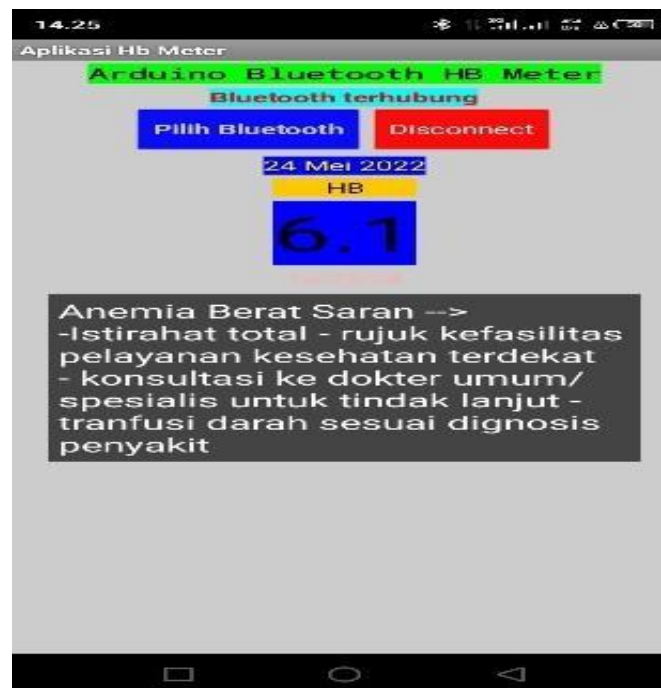 14.25
Aplikasi Hb Meter
Arduino Bluetooth HB Meter
Bluetooth terhubung
Pilih Bluetooth Disconnect
24 Mei 2022
HB
6.1
Anemia Berat Saran -->
-Istirahat total - rujuk kefasilitas
pelayanan kesehatan terdekat
- konsultasi ke dokter umum/
spesialis untuk tindak lanjut -
tranfusi darah sesuai dignosis
penyakit